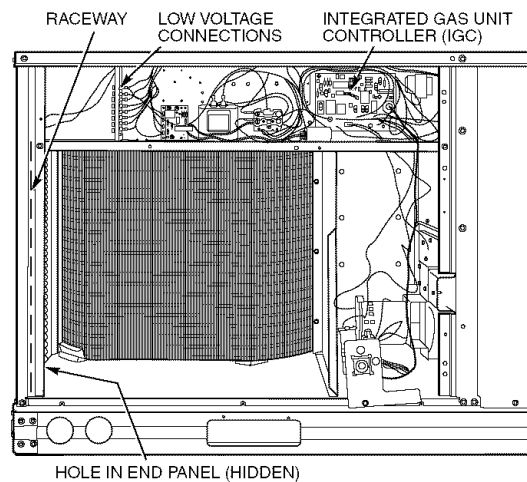 RACEWAY
LOW VOLTAGE
CONNECTIONS
INTEGRATED GAS UNIT
CONTROLLER (IGC)
HOLE IN END PANEL (HIDDEN)